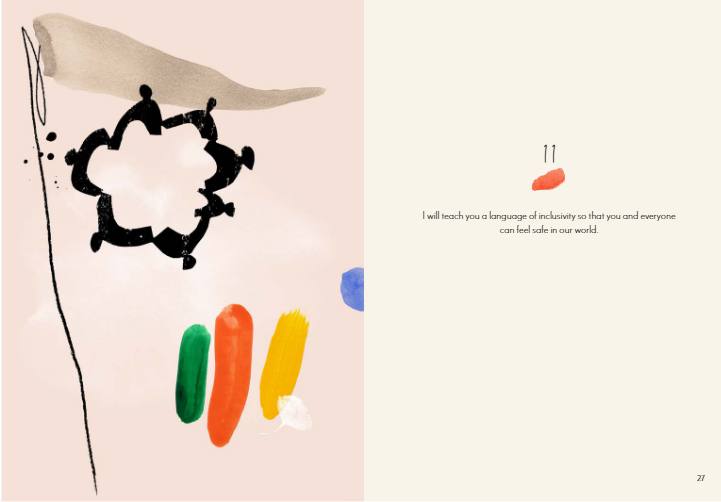 11
I will teach you a language of inclusivity so that you and everyone
can feel safe in our world.
27